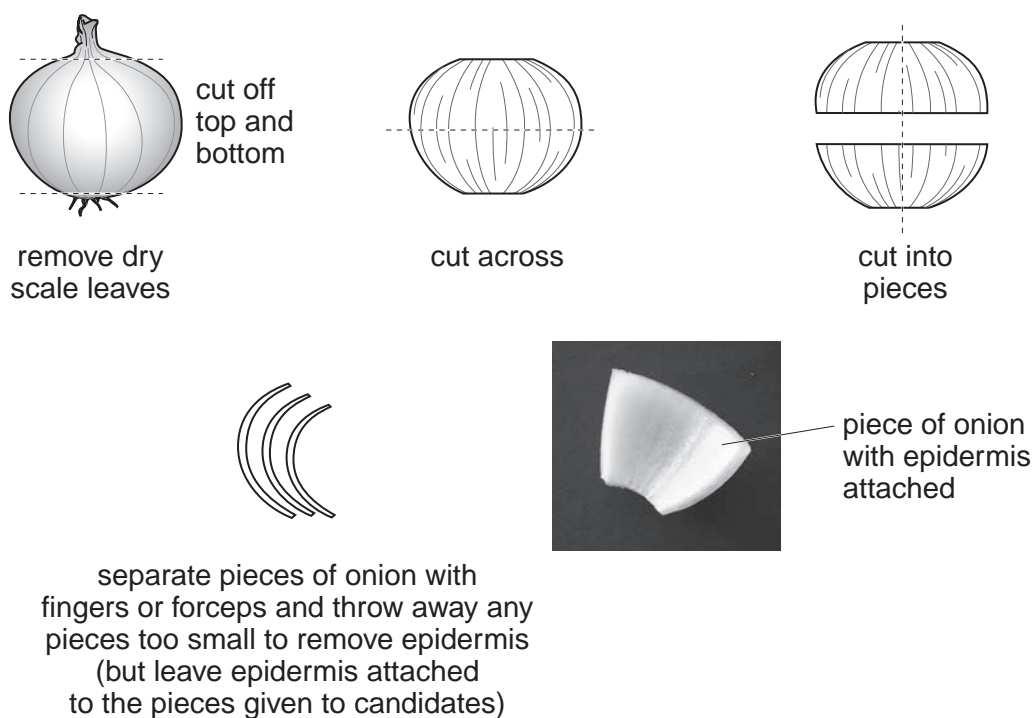 cut off
top and
bottom
remove dry
scale leaves
cut across
cut into
pieces
piece of onion
with epidermis
attached
separate pieces of onion with
fingers or forceps and throw away any
pieces too small to remove epidermis
(but leave epidermis attached
to the pieces given to candidates)